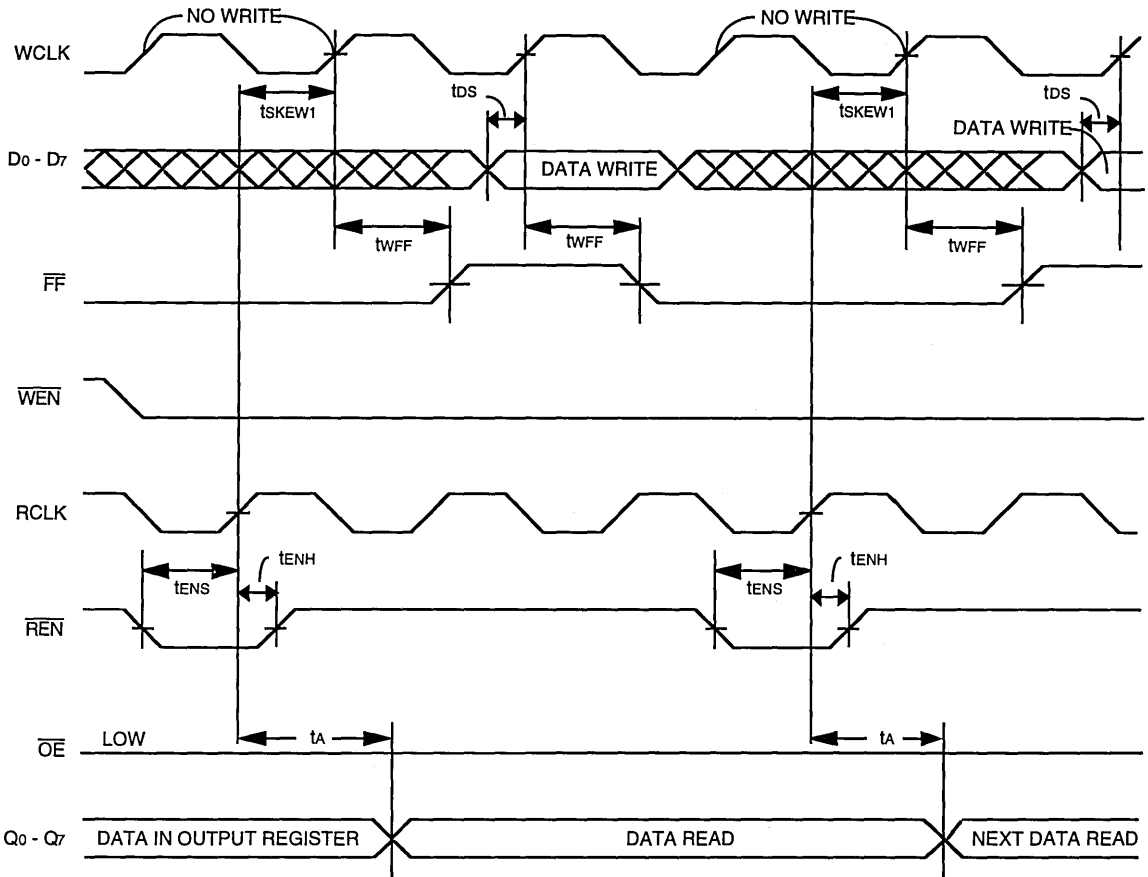 NO WRITE NO WRITE
WCLK
tSKEW1 tDS tSKEW1 tDS
DATA WRITE
D0 - D7 DATA WRITE
tWFF tWFF tWFF
FF
WEN
RCLK
tENS tENH tENS tENH
REN
OE LOW tA tA
Q0 - Q7 DATA IN OUTPUT REGISTER DATA READ NEXT DATA READ